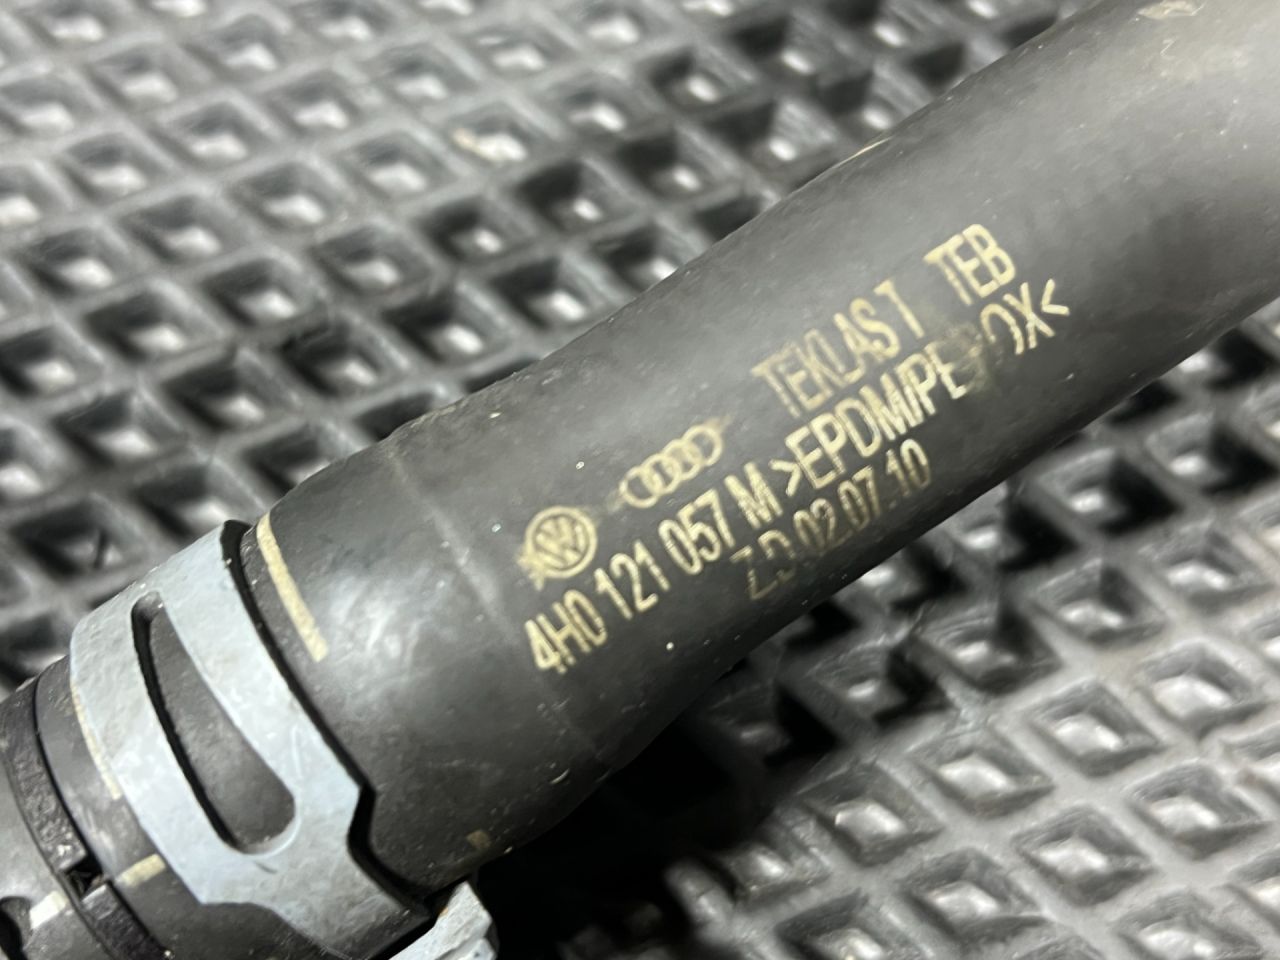 TEKLAS T TEB
4H0 121 057 M >EPDM/PE
Z.D 02.07.10